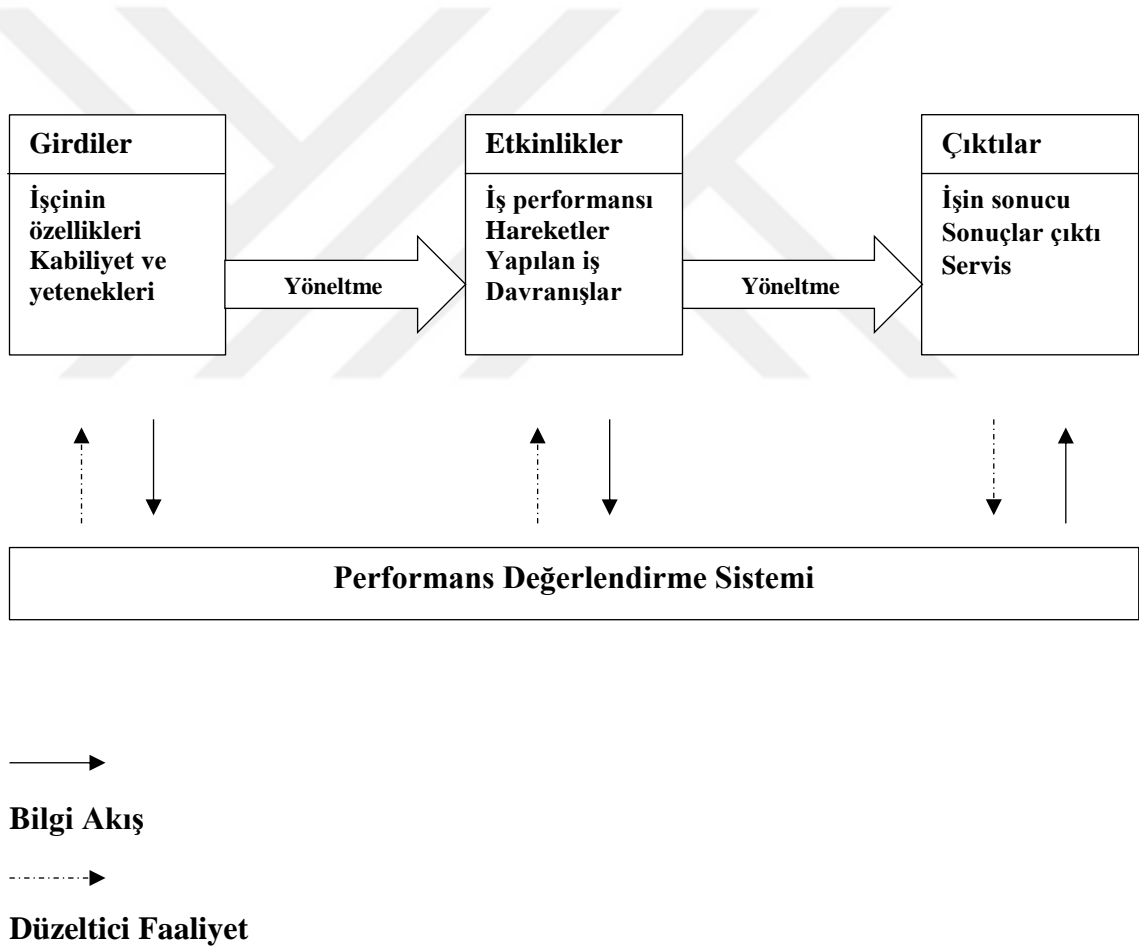 Girdiler
İşçinin
özellikleri
Kabiliyet ve
yetenekleri
Yöneltme
Etkinlikler
İş performansı
Hareketler
Yapılan iş
Davranışlar
Yöneltme
Çıktılar
İşin sonucu
Sonuçlar çıktı
Servis
Performans Değerlendirme Sistemi
Bilgi Akış
Düzeltici Faaliyet